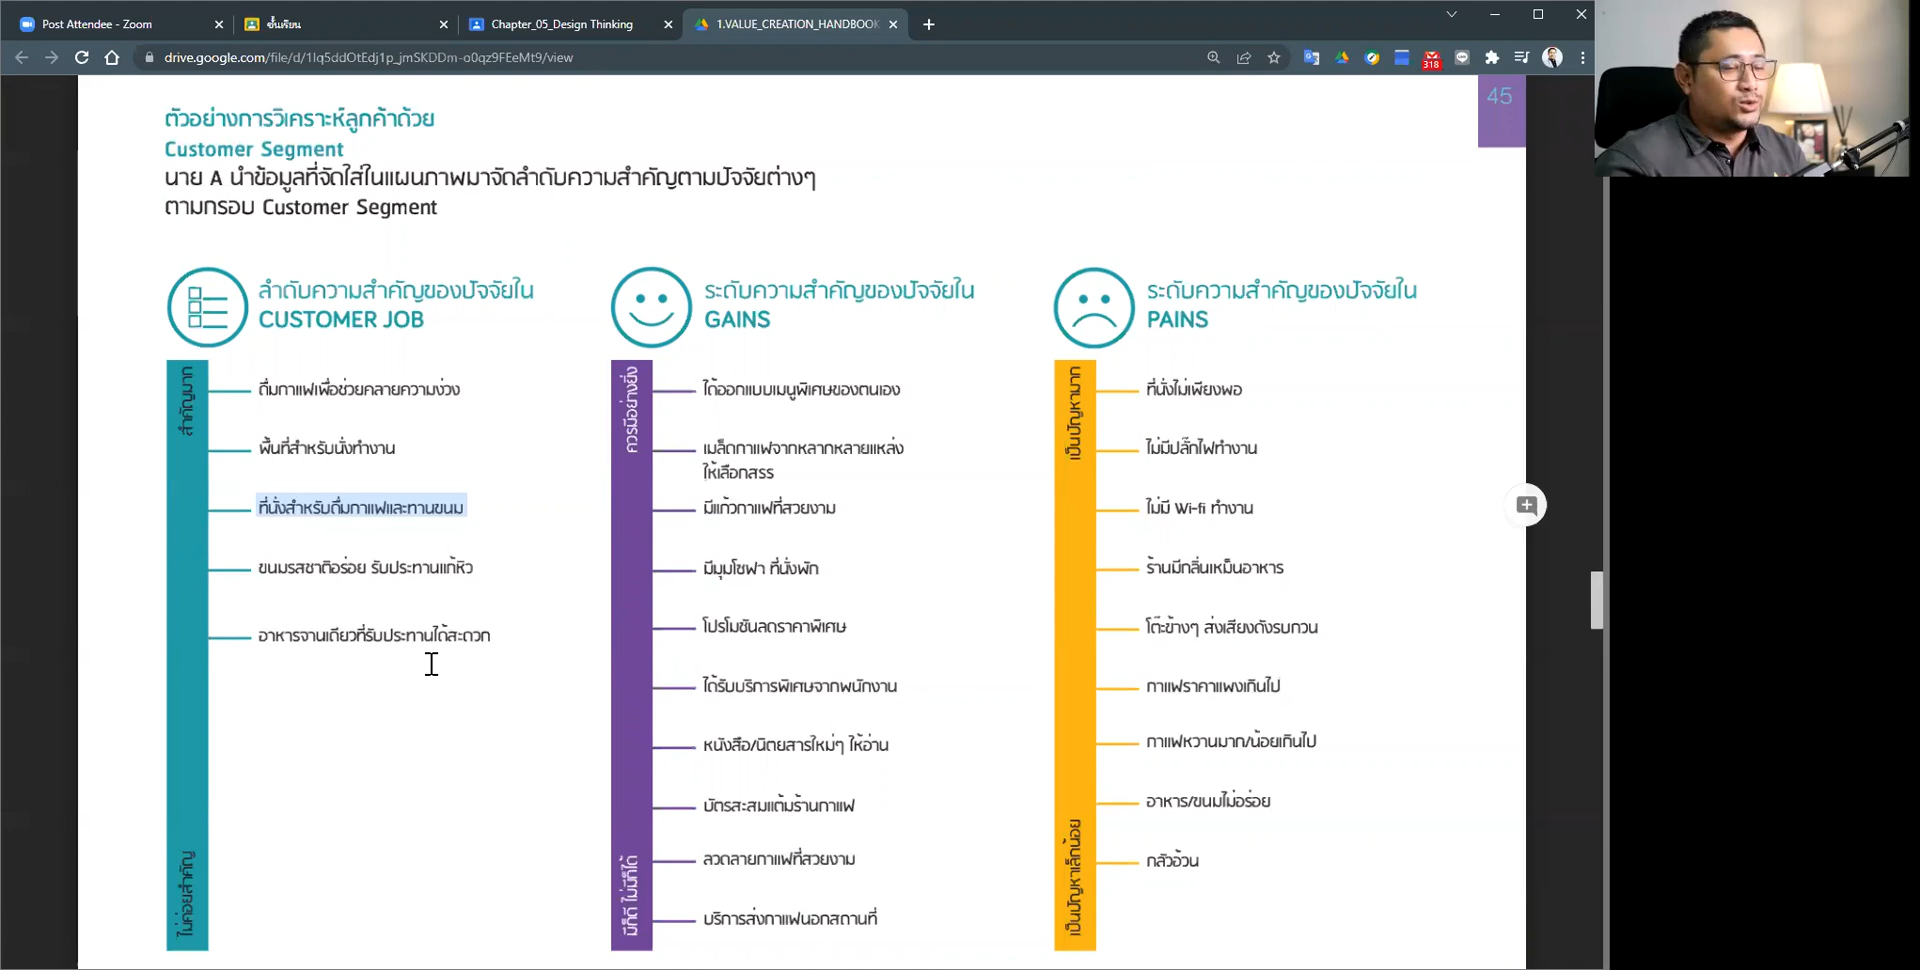 Post Attendee - Zoom
ชั้นเรียน
Chapter_05_Design Thinking
1.VALUE_CREATION_HANDBOOK
drive.google.com/file/d/1lq5ddOtEdj1p_jmSKDDm-o0qz9FEeMt9/view
318
45
ตัวอย่างการวิเคราะห์ลูกค้าด้วย
Customer Segment
นาย A นำข้อมูลที่จัดใส่ในแผนภาพมาจัดลำดับความสำคัญตามปัจจัยต่างๆ
ตามกรอบ Customer Segment
ลำดับความสำคัญของปัจจัยใน
CUSTOMER JOB
สำคัญมาก
ดื่มกาแฟเพื่อช่วยคลายความง่วง
พื้นที่สำหรับนั่งทำงาน
ที่นั่งสำหรับดื่มกาแฟและทานขนม
ขนมรสชาติอร่อย รับประทานแก้หิว
อาหารจานเดียวที่รับประทานได้สะดวก
ไม่ค่อยสำคัญ
ระดับความสำคัญของปัจจัยใน
GAINS
ควรมีอย่างยิ่ง
ได้ออกแบบเมนูพิเศษของตนเอง
เมล็ดกาแฟจากหลากหลายแหล่ง
ให้เลือกสรร
มีแก้วกาแฟที่สวยงาม
มีมุมโซฟา ที่นั่งพัก
โปรโมชันลดราคาพิเศษ
ได้รับบริการพิเศษจากพนักงาน
หนังสือ/นิตยสารใหม่ๆ ให้อ่าน
บัตรสะสมแต้มร้านกาแฟ
ลวดลายกาแฟที่สวยงาม
บริการส่งกาแฟนอกสถานที่
มีก็ดี ไม่มีก็ได้
ระดับความสำคัญของปัจจัยใน
PAINS
เป็นปัญหามาก
ที่นั่งไม่เพียงพอ
ไม่มีปลั๊กไฟทำงาน
ไม่มี Wi-fi ทำงาน
ร้านมีกลิ่นเหม็นอาหาร
โต๊ะข้างๆ ส่งเสียงดังรบกวน
กาแฟราคาแพงเกินไป
กาแฟหวานมาก/น้อยเกินไป
อาหาร/ขนมไม่อร่อย
กลัวอ้วน
เป็นปัญหาเล็กน้อย